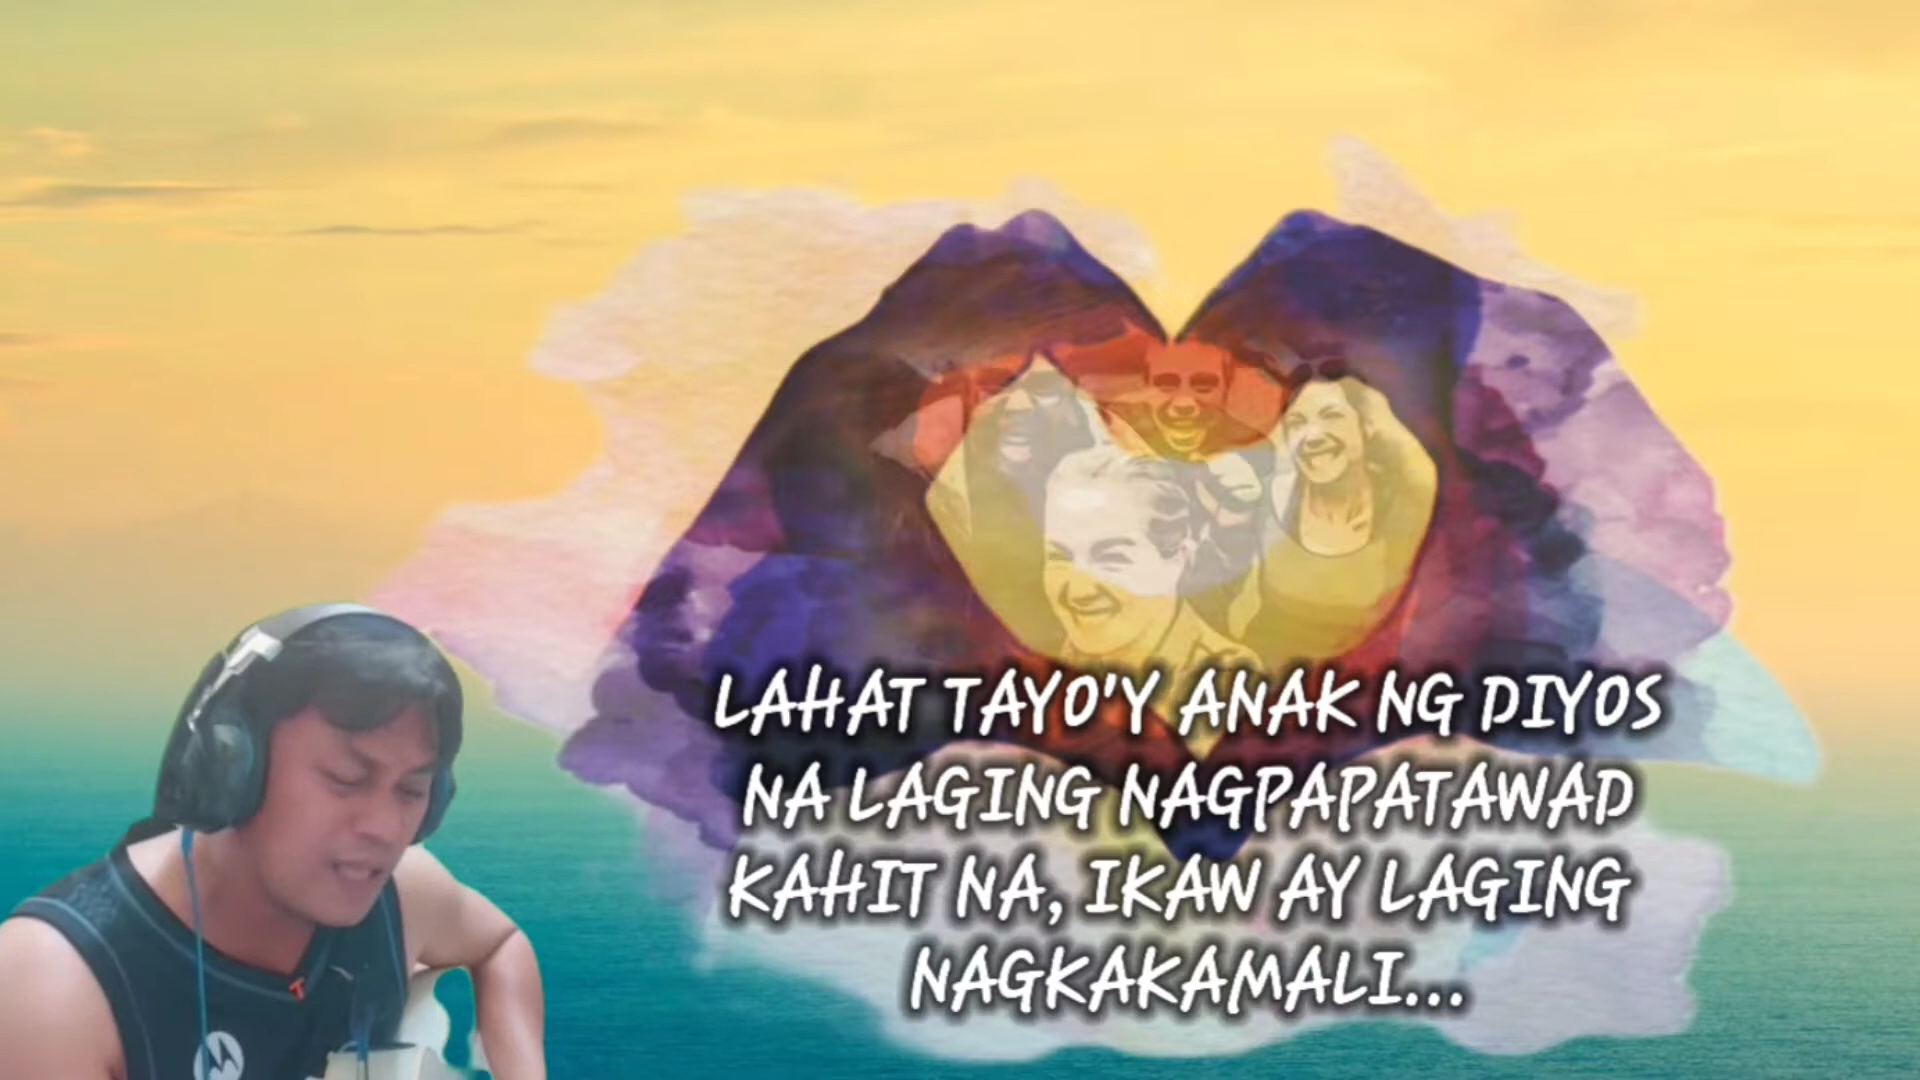 LAHAT TAYO'Y ANAK NG DIYOS
NA LAGING NAGPAPATAWAD
KAHIT NA, IKAW AY LAGING
NAGKAKAMALI...